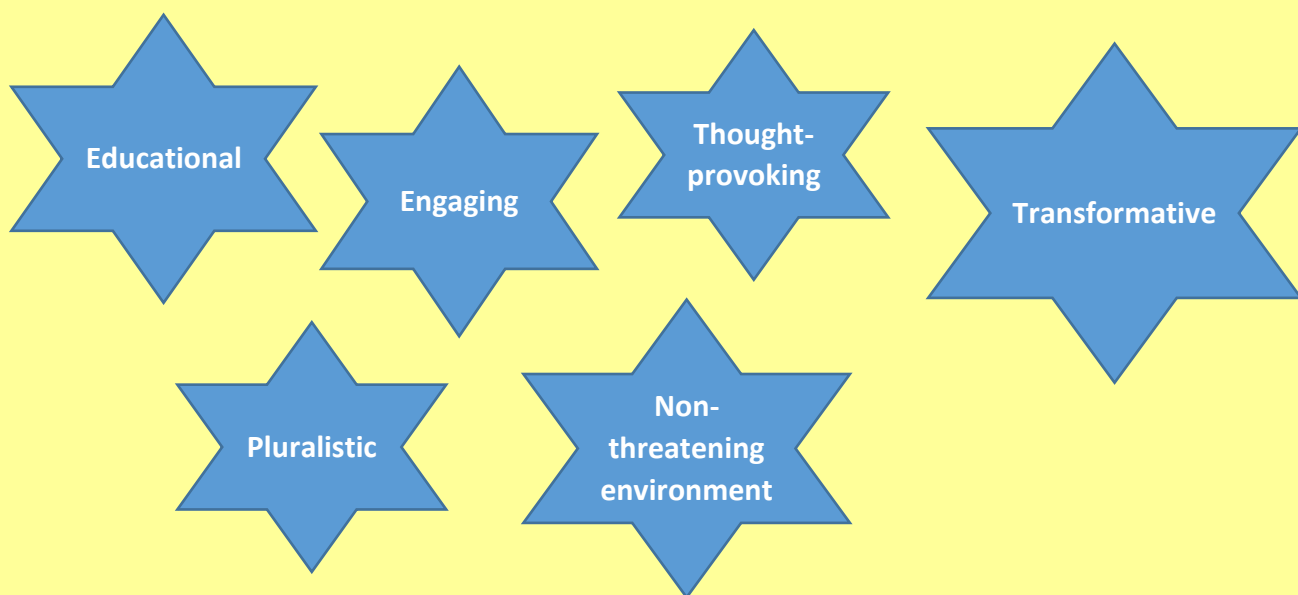 Educational
Engaging
Thought-
provoking
Transformative
Pluralistic
Non-
threatening
environment